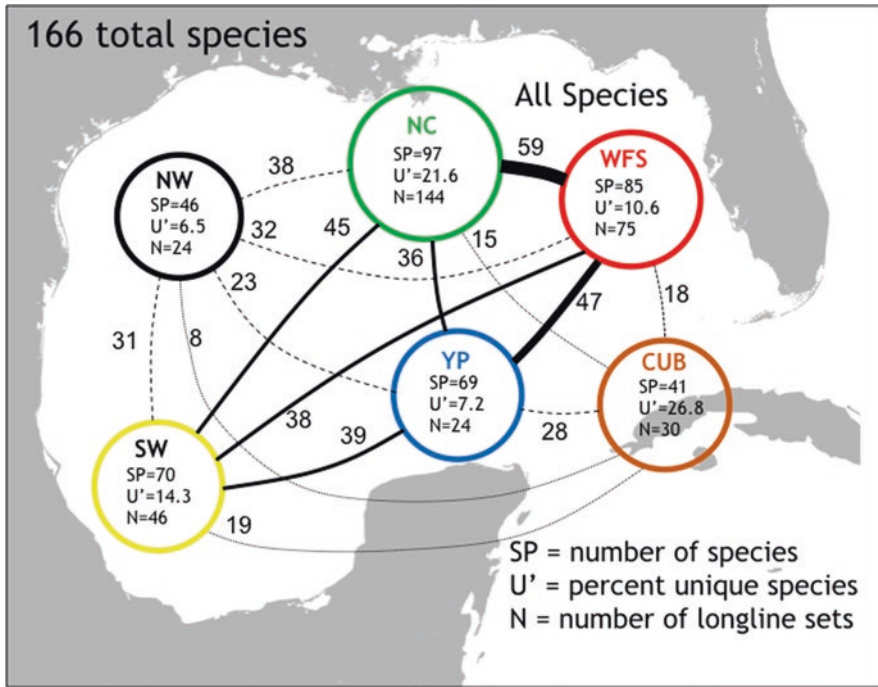 166 total species
All Species
NC
SP=97
U'=21.6
N=144
59
WFS
SP=85
U'=10.6
N=75
38
NW
SP=46
U'=6.5
N=24
32
45
36
15
23
47
18
31
8
YP
SP=69
U'=7.2
N=24
CUB
SP=41
U'=26.8
N=30
38
39
28
SW
SP=70
U'=14.3
N=46
19
SP = number of species
U' = percent unique species
N = number of longline sets